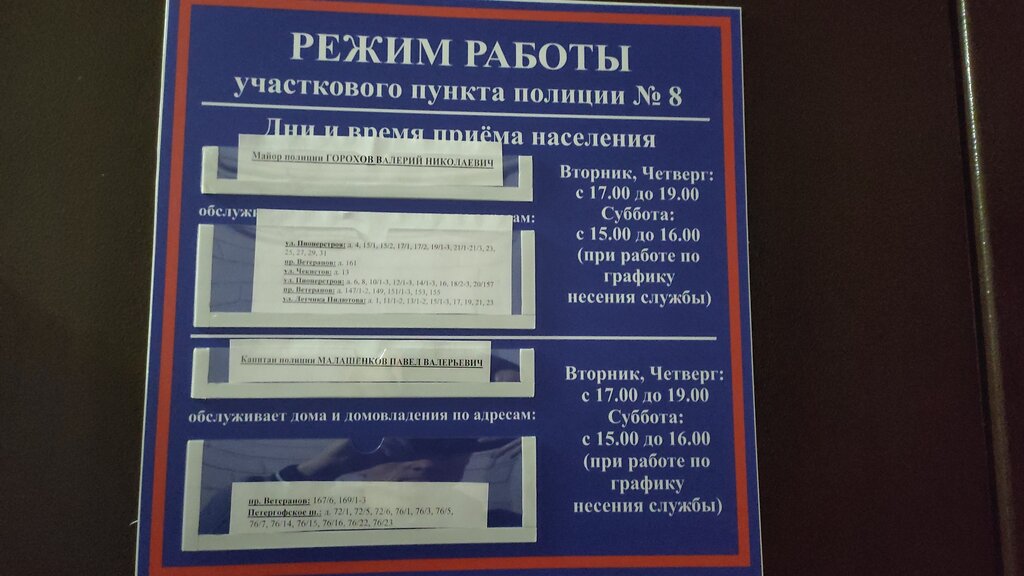 РЕЖИМ РАБОТЫ
участкового пункта полиции № 8
Дни и время приёма населения
Майор полиции ГОРОХОВ ВАЛЕРИЙ НИКОЛАЕВИЧ
Вторник, Четверг:
с 17.00 до 19.00
Суббота:
с 15.00 до 16.00
(при работе по
графику
несения службы)
обслужи
ам:
ул. Пионерстроя: д. 4, 15/1, 15/2, 17/1, 17/2, 19/1-3, 21/1-21/3, 23,
25, 27, 29, 31
пр. Ветеранов: д. 161
ул. Чекистов: д. 13
ул. Пионерстроя: д. 6, 8, 10/1-3, 12/1-3, 14/1-3, 16, 18/2-3, 20/157
пр. Ветеранов: д. 147/1-2, 149, 151/1-3, 153, 155
ул. Летчика Пилютова: д. 1, 11/1-2, 13/1-2, 15/1-3, 17, 19, 21, 23
Капитан полиции МАЛАШЕНКОВ ПАВЕЛ ВАЛЕРЬЕВИЧ
Вторник, Четверг:
с 17.00 до 19.00
Суббота:
с 15.00 до 16.00
(при работе по
графику
несения службы)
обслуживает дома и домовладения по адресам:
пр. Ветеранов: 167/6, 169/1-3
Петергофское ш.: д. 72/1, 72/5, 72/6, 76/1, 76/3, 76/5,
76/7, 76/14, 76/15, 76/16, 76/22, 76/23